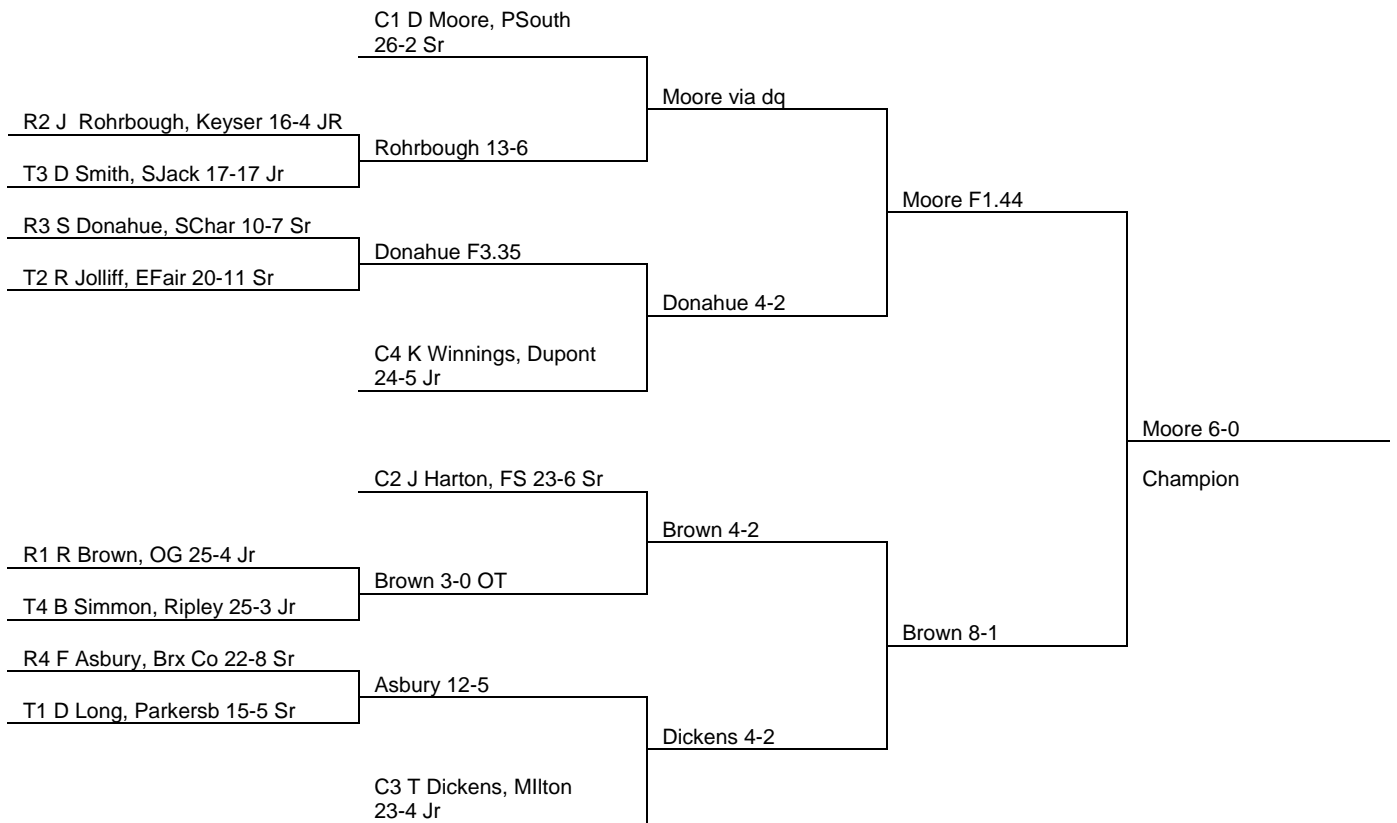 C1 D Moore, PSouth
26-2 Sr
Moore via dq
R2 J  Rohrbough, Keyser 16-4 JR
Rohrbough 13-6
T3 D Smith, SJack 17-17 Jr
Moore F1.44
R3 S Donahue, SChar 10-7 Sr
Donahue F3.35
T2 R Jolliff, EFair 20-11 Sr
Donahue 4-2
C4 K Winnings, Dupont
24-5 Jr
Moore 6-0
C2 J Harton, FS 23-6 Sr
Champion
Brown 4-2
R1 R Brown, OG 25-4 Jr
Brown 3-0 OT
T4 B Simmon, Ripley 25-3 Jr
Brown 8-1
R4 F Asbury, Brx Co 22-8 Sr
Asbury 12-5
T1 D Long, Parkersb 15-5 Sr
Dickens 4-2
C3 T Dickens, MIlton
23-4 Jr